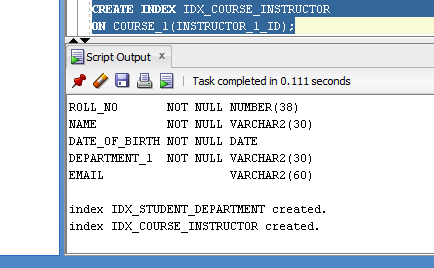 CREATE INDEX IDX_COURSE_INSTRUCTOR
ON COURSE_1(INSTRUCTOR_1_ID);
Script Output x
Task completed in 0.111 seconds
ROLL_NO NOT NULL NUMBER(38)
NAME NOT NULL VARCHAR2(30)
DATE_OF_BIRTH NOT NULL DATE
DEPARTMENT_1 NOT NULL VARCHAR2(30)
EMAIL VARCHAR2(60)
index IDX_STUDENT_DEPARTMENT created.
index IDX_COURSE_INSTRUCTOR created.